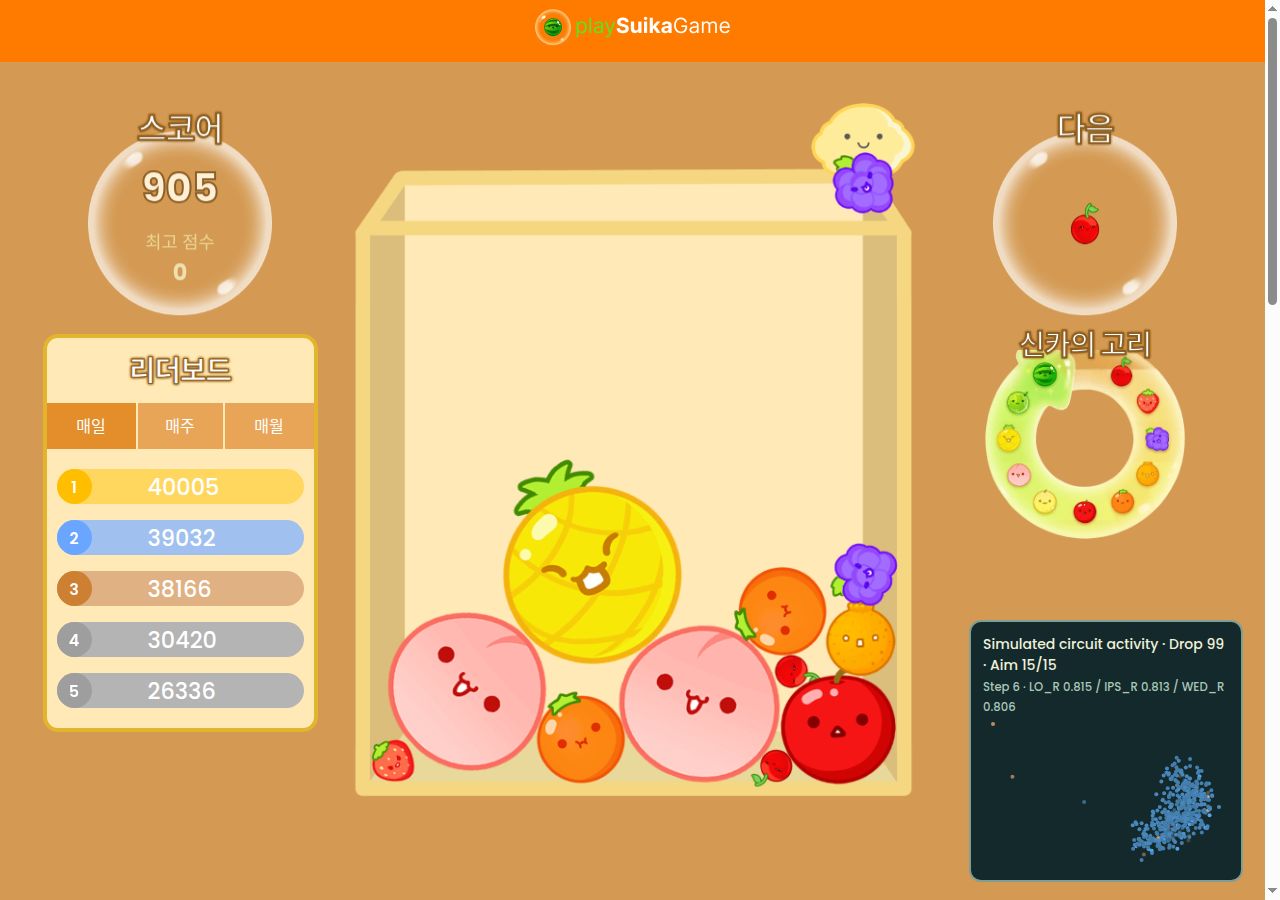 playSuikaGame
스코어
905
최고 점수
0
다음
신카의 고리
리더보드
매일 매주 매월
1 40005
2 39032
3 38166
4 30420
5 26336
Simulated circuit activity · Drop 99
· Aim 15/15
Step 6 · LO_R 0.815 / IPS_R 0.813 / WED_R
0.806